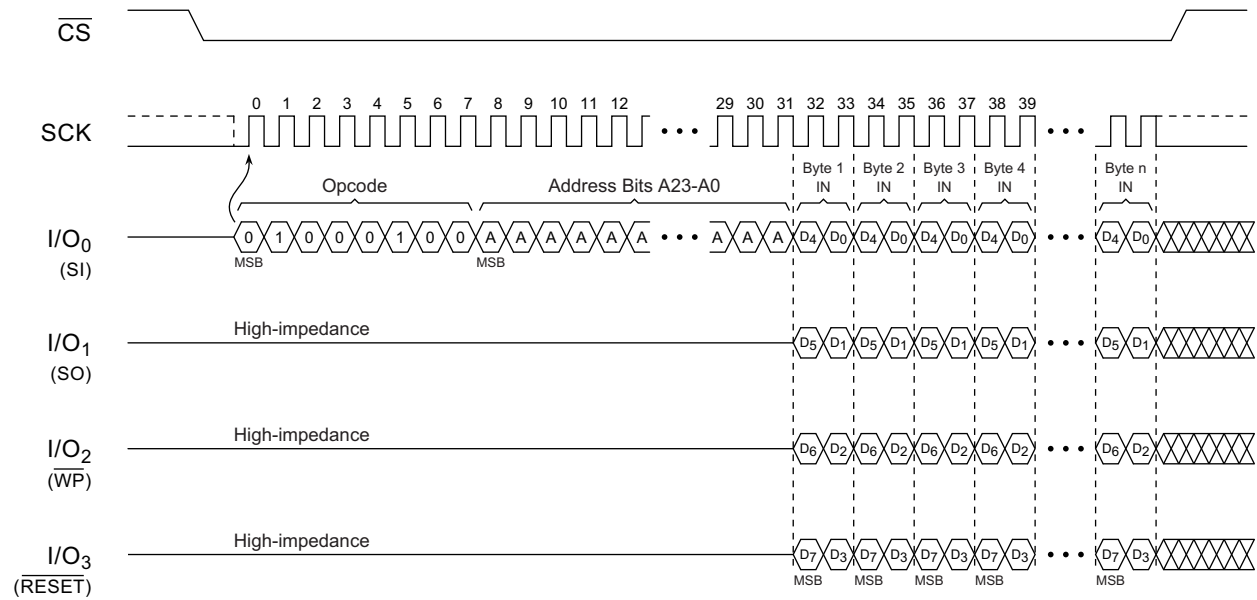 CS
0 1 2 3 4 5 6 7 8 9 10 11 12 29 30 31 32 33 34 35 36 37 38 39
SCK
Opcode Address Bits A23-A0 Byte 1 IN Byte 2 IN Byte 3 IN Byte 4 IN Byte n IN
I/O0 0 1 0 0 0 1 0 0 A A A A A A A A A D4 D0 D4 D0 D4 D0 D4 D0 D4 D0
(SI) MSB MSB
High-impedance
I/O1 D5 D1 D5 D1 D5 D1 D5 D1 D5 D1
(SO)
High-impedance
I/O2 D6 D2 D6 D2 D6 D2 D6 D2 D6 D2
(WP)
High-impedance
I/O3 D7 D3 D7 D3 D7 D3 D7 D3 D7 D3
(RESET) MSB MSB MSB MSB MSB